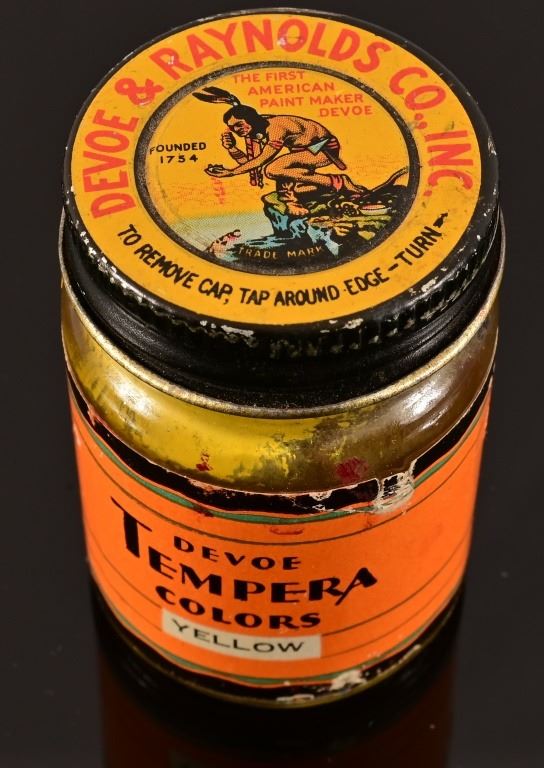 DEVOE & RAYNOLDS CO., INC.
THE FIRST
AMERICAN
PAINT MAKER
DEVOE
FOUNDED
1754
TRADE MARK
TO REMOVE CAP, TAP AROUND EDGE - TURN
DEVOE
TEMPERA
COLORS
YELLOW